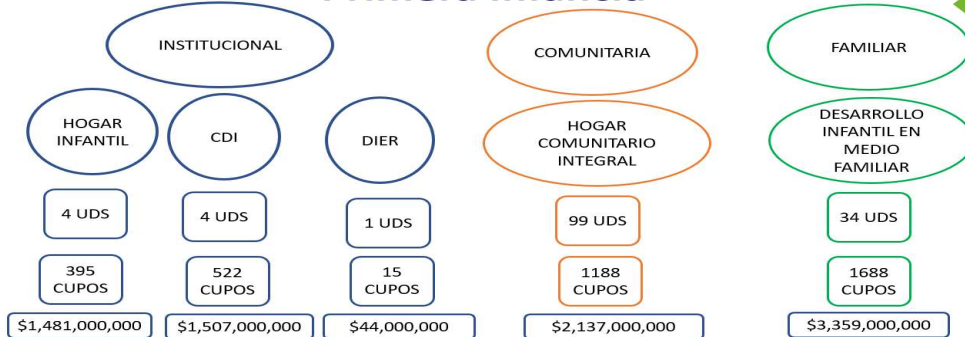 INSTITUCIONAL
COMUNITARIA
FAMILIAR
HOGAR
INFANTIL
CDI
DIER
HOGAR
COMUNITARIO
INTEGRAL
DESARROLLO
INFANTIL EN
MEDIO
FAMILIAR
4 UDS
4 UDS
1 UDS
99 UDS
34 UDS
395
CUPOS
522
CUPOS
15
CUPOS
1188
CUPOS
1688
CUPOS
$1,481,000,000
$1,507,000,000
$44,000,000
$2,137,000,000
$3,359,000,000